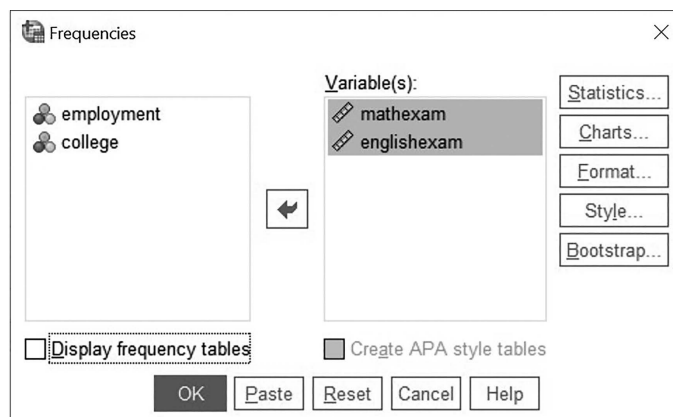 Frequencies
Variable(s):
employment
college
mathexam
englishexam
Statistics...
Charts...
Format...
Style...
Bootstrap...
Display frequency tables
Create APA style tables
OK
Paste
Reset
Cancel
Help